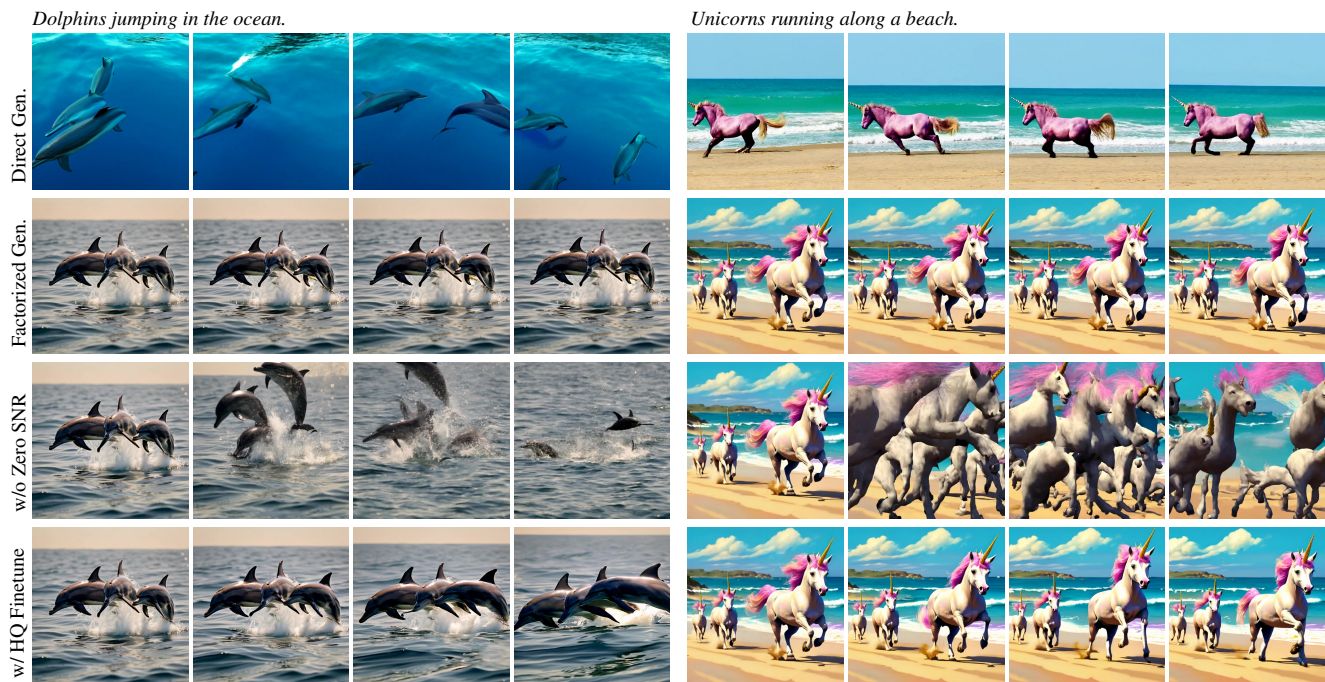 Dolphins jumping in the ocean.
Unicorns running along a beach.
Direct Gen.
Factorized Gen.
w/o Zero SNR
w/ HQ Finetune